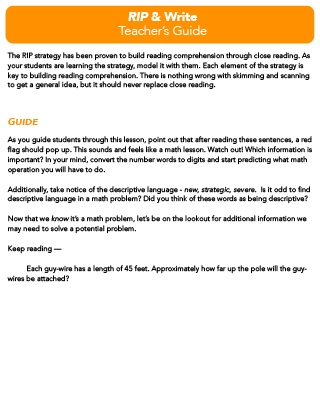 RIP & Write
Teacher's Guide
The RIP strategy has been proven to build reading comprehension through close reading. As
your students are learning the strategy, model it with them. Each element of the strategy is
key to building reading comprehension. There is nothing wrong with skimming and scanning
to get a general idea, but it should never replace close reading.
GUIDE
As you guide students through this lesson, point out that after reading these sentences, a red
flag should pop up. This sounds and feels like a math lesson. Watch out! Which information is
important? In your mind, convert the number words to digits and start predicting what math
operation you will have to do.
Additionally, take notice of the descriptive language - new, strategic, severe. Is it odd to find
descriptive language in a math problem? Did you think of these words as being descriptive?
Now that we know it's a math problem, let's be on the lookout for additional information we
may need to solve a potential problem.
Keep reading —
Each guy-wire has a length of 45 feet. Approximately how far up the pole will the guy-
wires be attached?